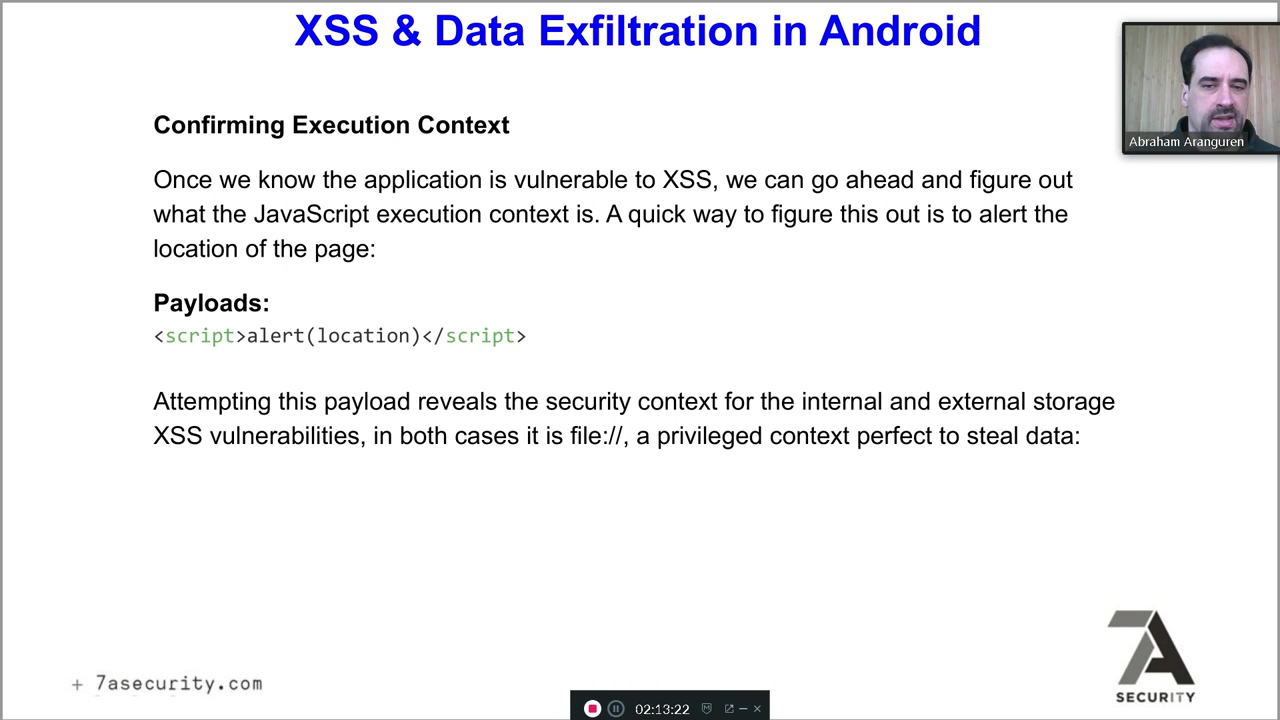 XSS & Data Exfiltration in Android
Abraham Aranguren
Confirming Execution Context
Once we know the application is vulnerable to XSS, we can go ahead and figure out
what the JavaScript execution context is. A quick way to figure this out is to alert the
location of the page:
Payloads:
<script>alert(location)</script>
Attempting this payload reveals the security context for the internal and external storage
XSS vulnerabilities, in both cases it is file://, a privileged context perfect to steal data:
+ 7asecurity.com
7A
SECURITY
02:13:22